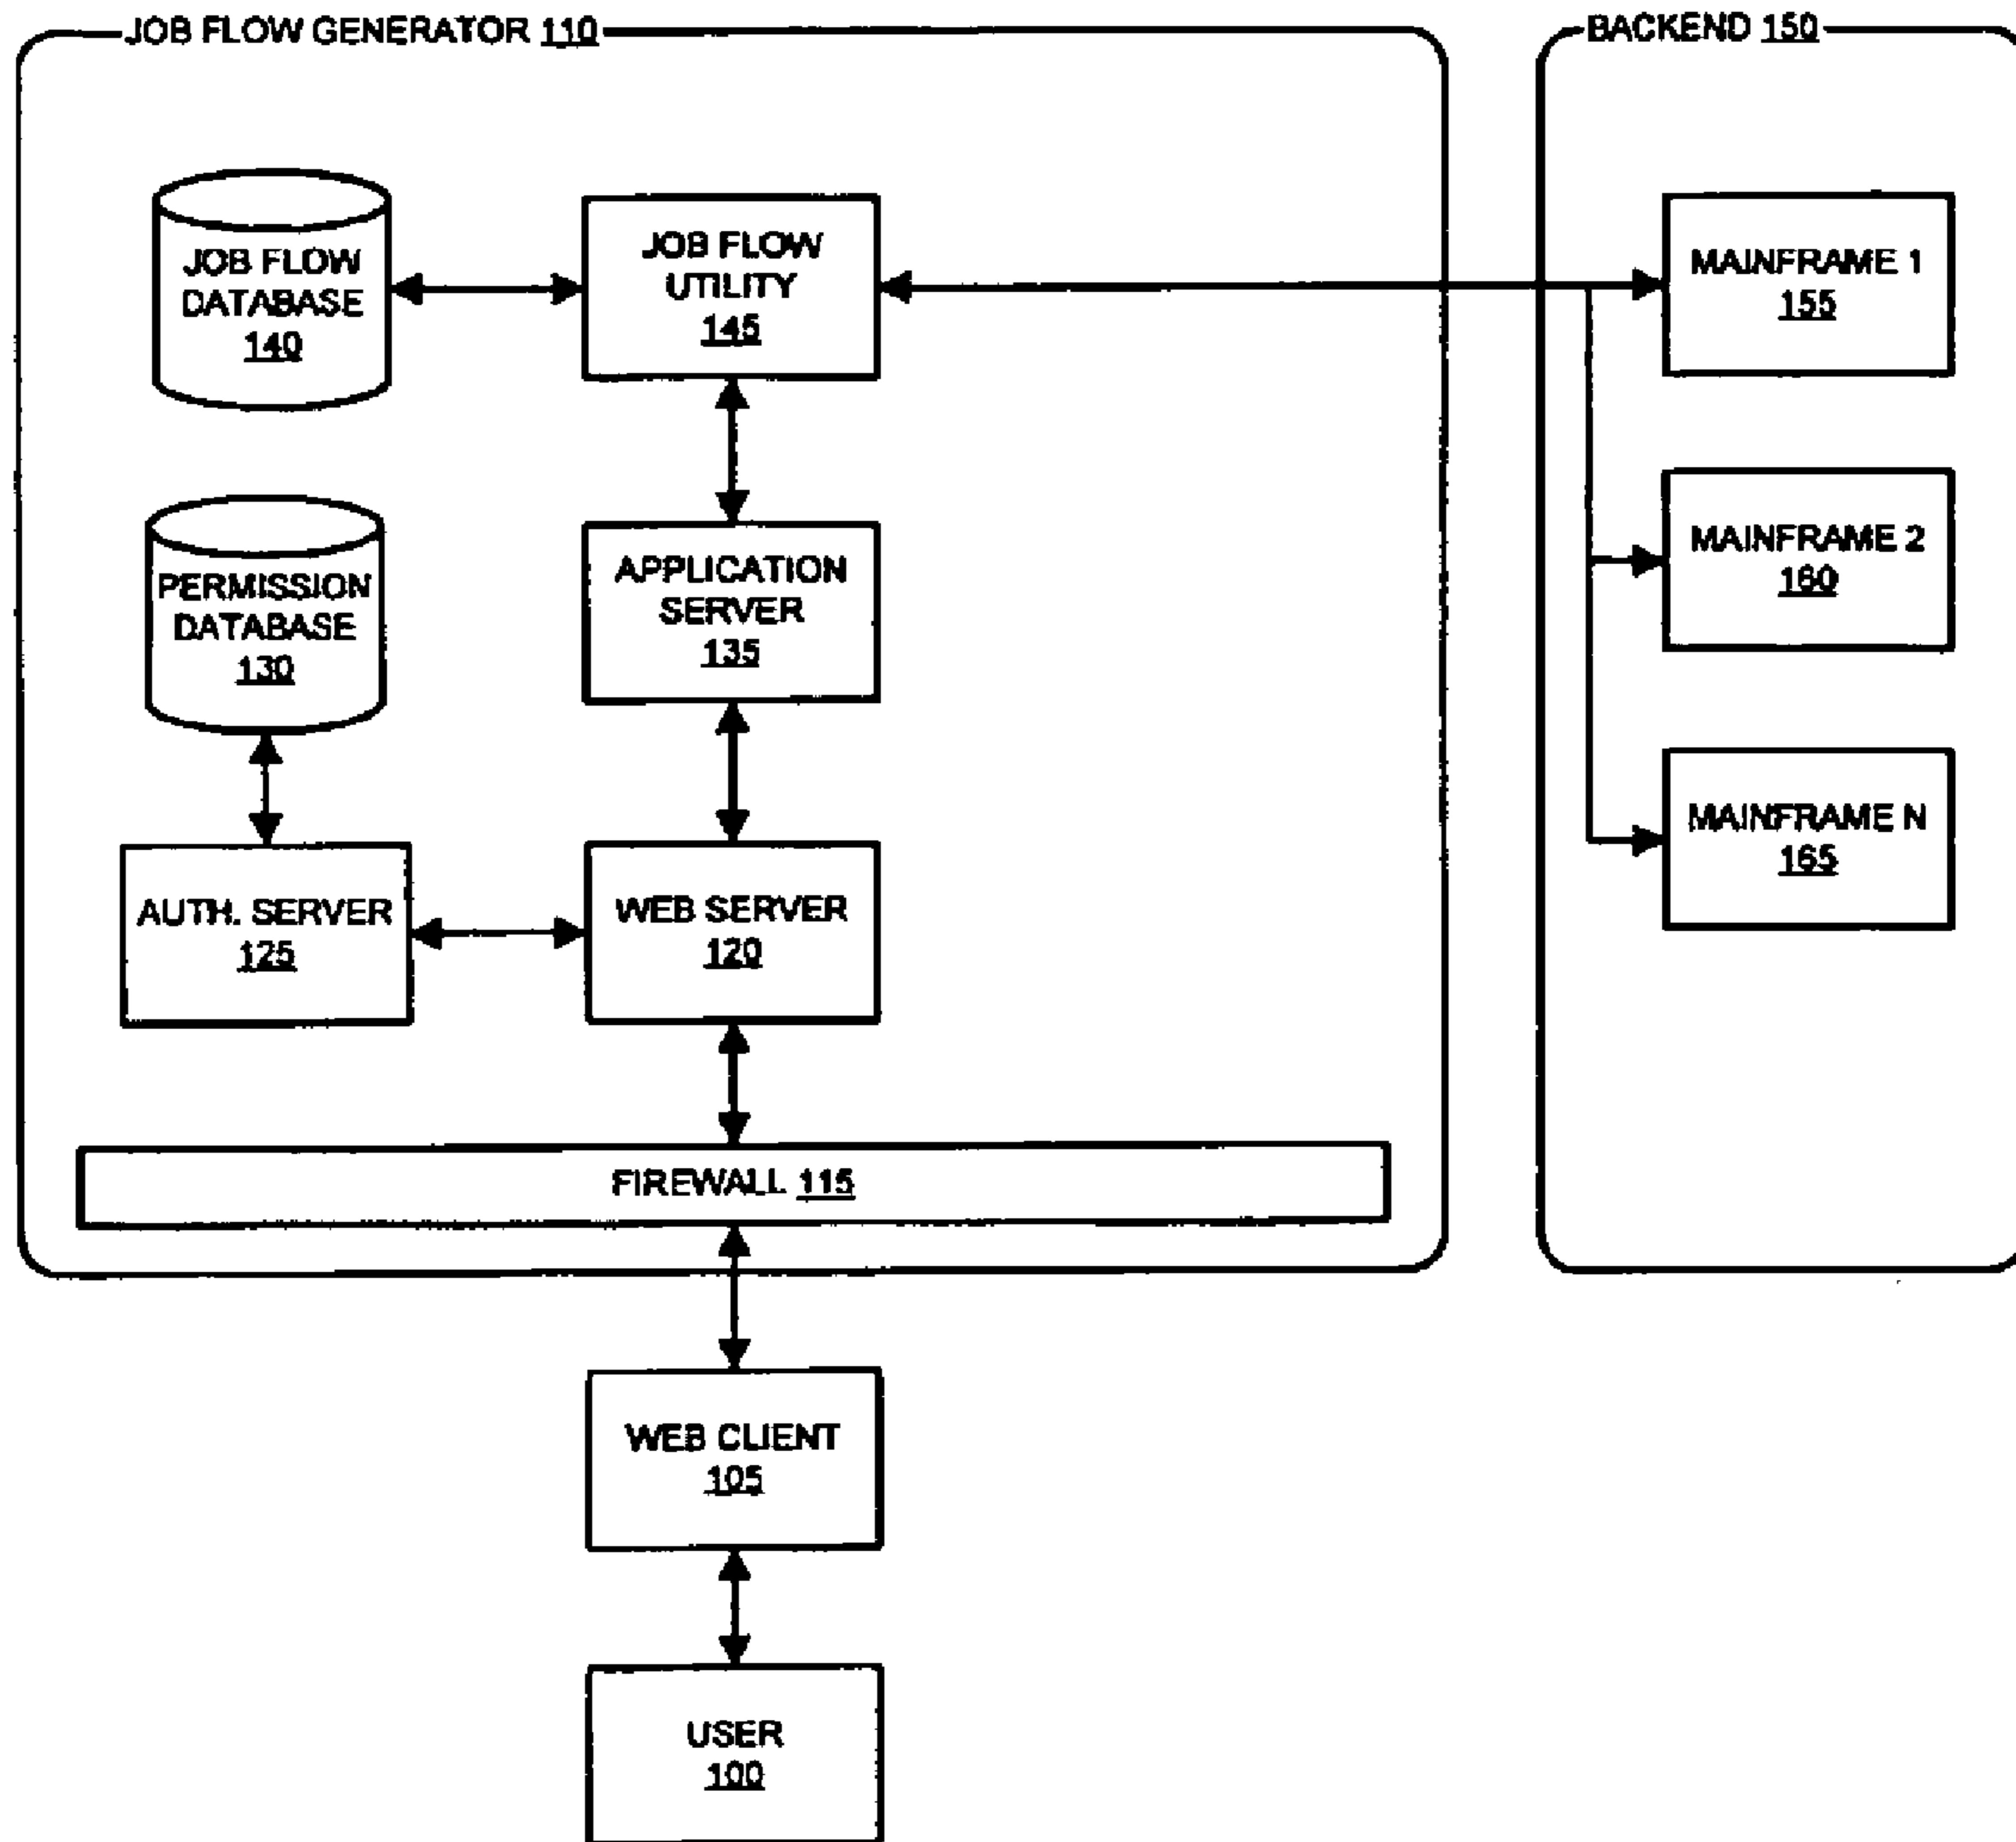 JOB FLOW GENERATOR 110
BACKEND 150
JOB FLOW
DATABASE
140
JOB FLOW
UTILITY
145
MAINFRAME 1
155
PERMISSION
DATABASE
130
APPLICATION
SERVER
135
MAINFRAME 2
160
MAINFRAME N
165
AUTH. SERVER
125
WEB SERVER
120
FIREWALL 115
WEB CLIENT
105
USER
100